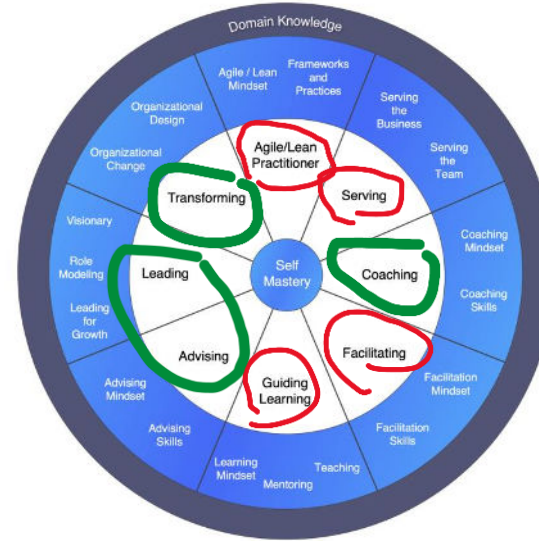 Domain Knowledge
Agile / Lean
Mindset
Frameworks
and
Practices
Organizational
Design
Serving
the
Business
Organizational
Change
Serving
the
Team
Agile/Lean
Practitioner
Transforming
Serving
Visionary
Role
Modeling
Leading
for
Growth
Leading
Self
Mastery
Coaching
Coaching
Mindset
Coaching
Skills
Advising
Facilitating
Guiding
Learning
Advising
Mindset
Advising
Skills
Facilitation
Mindset
Facilitation
Skills
Learning
Mindset
Mentoring
Teaching